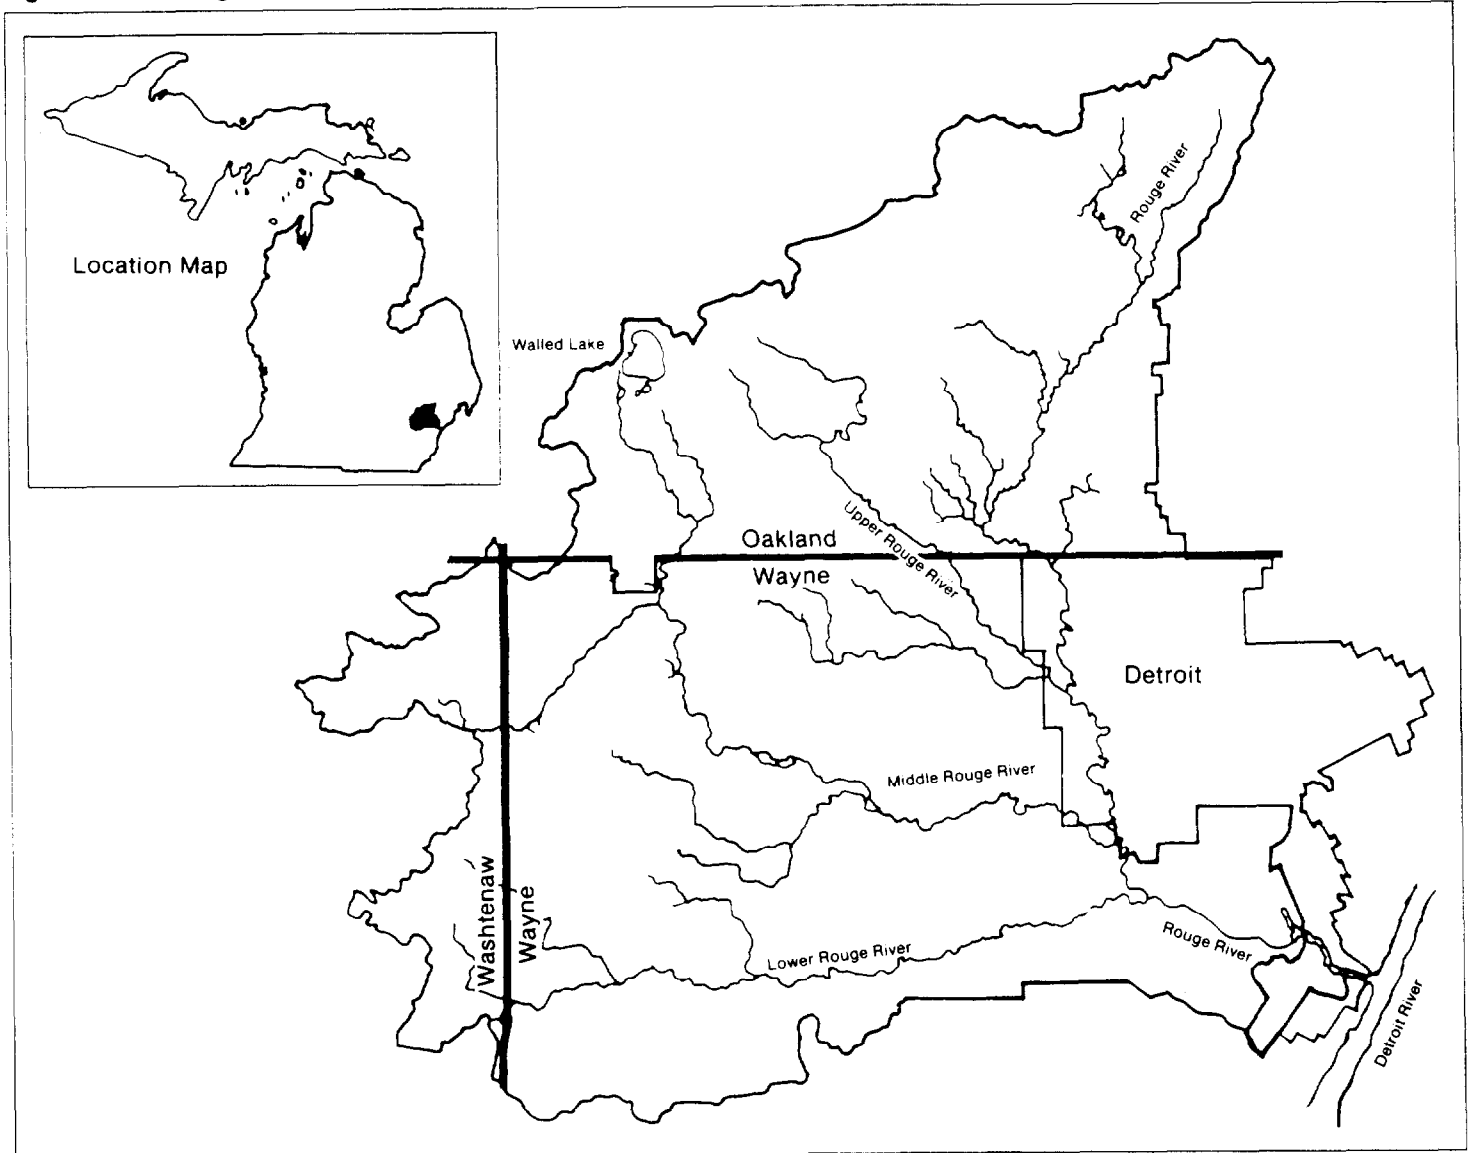 Location Map
Rouge River
Walled Lake
Upper Rouge River
Oakland
Wayne
Detroit
Middle Rouge River
Washtenaw
Wayne
Lower Rouge River
Rouge River
Detroit River